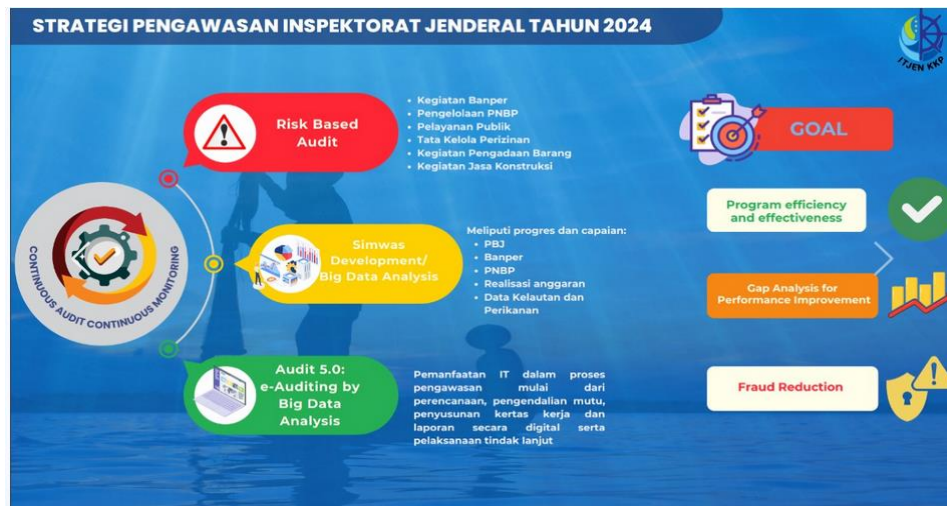 STRATEGI PENGAWASAN INSPEKTORAT JENDERAL TAHUN 2024
ITJEN KKP
CONTINUOUS AUDIT CONTINUOUS MONITORING
Risk Based
Audit
• Kegiatan Banper
• Pengelolaan PNBP
• Pelayanan Publik
• Tata Kelola Perizinan
• Kegiatan Pengadaan Barang
• Kegiatan Jasa Konstruksi
Simwas
Development/
Big Data Analysis
Meliputi progres dan capaian:
• PBJ
• Banper
• PNBP
• Realisasi anggaran
• Data Kelautan dan
Perikanan
Audit 5.0:
e-Auditing by
Big Data
Analysis
Pemanfaatan IT dalam proses
pengawasan mulai dari
perencanaan, pengendalian mutu,
penyusunan kertas kerja dan
laporan secara digital serta
pelaksanaan tindak lanjut
GOAL
Program efficiency
and effectiveness
Gap Analysis for
Performance Improvement
Fraud Reduction